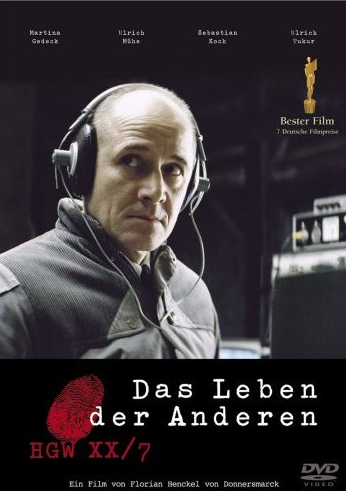 Martina Ulrich Sebastian Ulrich
Gedeck Mühe Koch Tukur
Bester Film
7 Deutsche Filmpreise
Das Leben
der Anderen
HGW XX/7
DVD
VIDEO
Ein Film von Florian Henckel von Donnersmarck